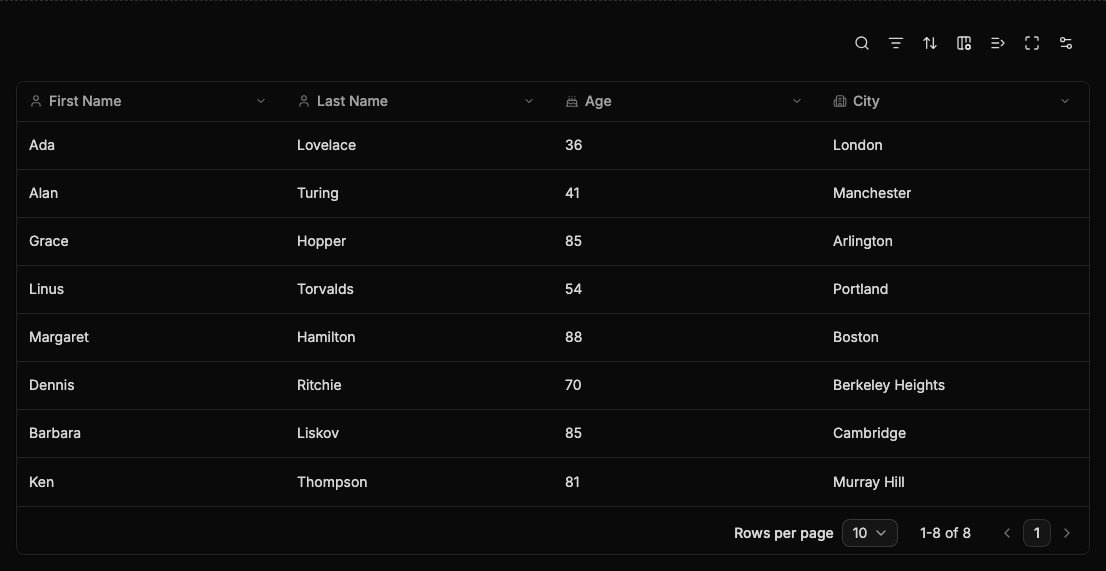 First Name Last Name Age City
Ada Lovelace 36 London
Alan Turing 41 Manchester
Grace Hopper 85 Arlington
Linus Torvalds 54 Portland
Margaret Hamilton 88 Boston
Dennis Ritchie 70 Berkeley Heights
Barbara Liskov 85 Cambridge
Ken Thompson 81 Murray Hill
Rows per page 10 1-8 of 8 1